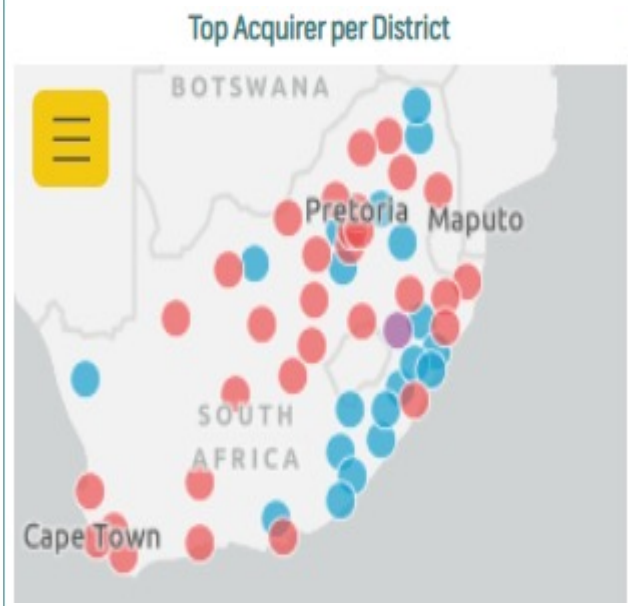 Top Acquirer per District
BOTSWANA
Pretoria
Maputo
SOUTH
AFRICA
Cape Town